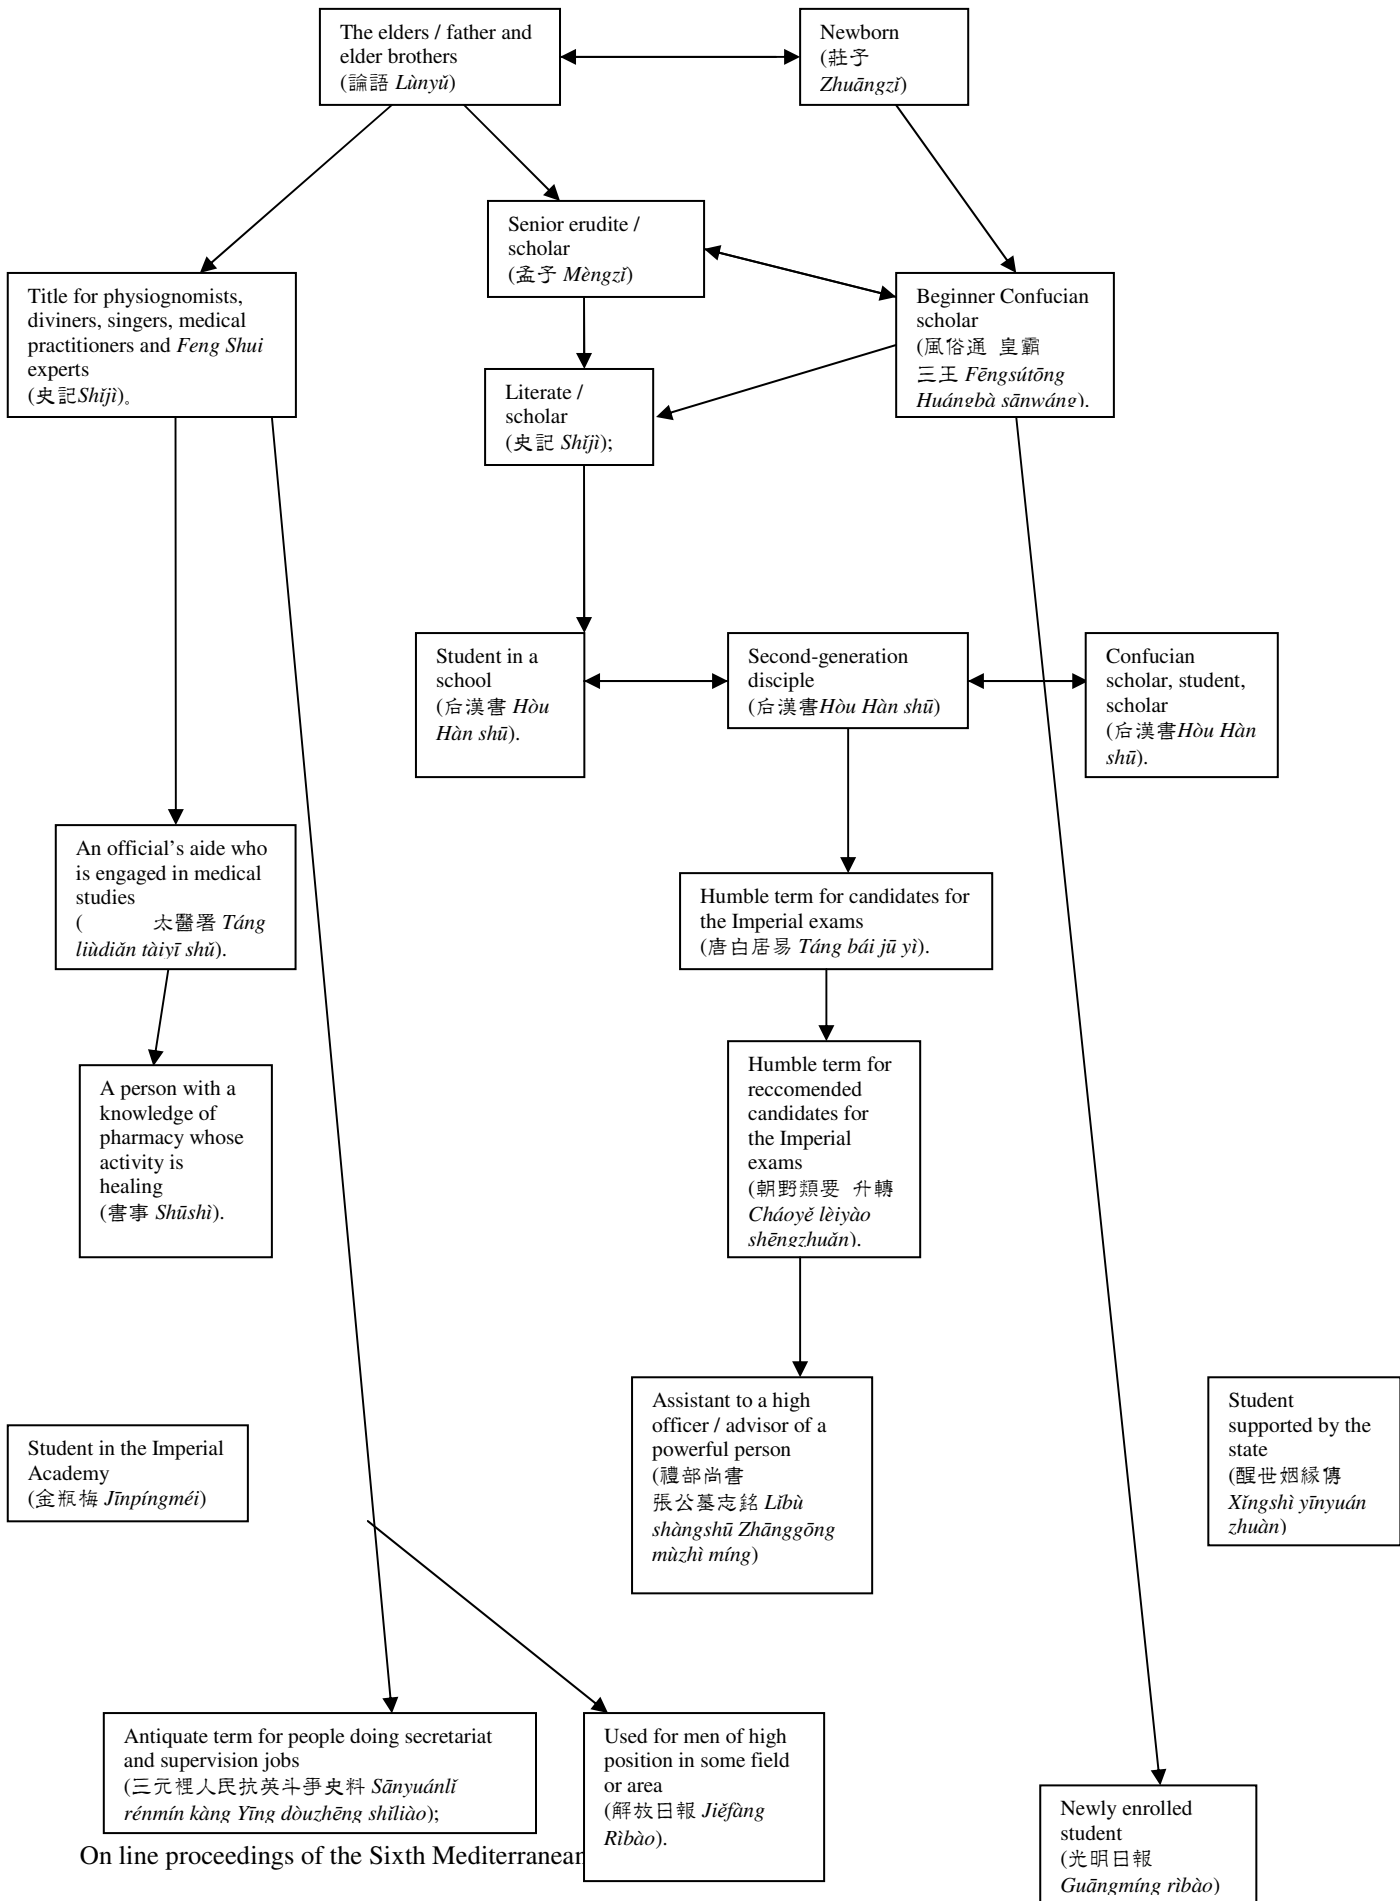 The elders / father and
elder brothers
(論語 Lùnyǔ)
Newborn
(莊子
Zhuāngzǐ)
Senior erudite /
scholar
(孟子 Mèngzǐ)
Title for physiognomists,
diviners, singers, medical
practitioners and Feng Shui
experts
(史記Shǐjì)。
Beginner Confucian
scholar
(風俗通 皇霸
三王 Fēngsútōng
Huángbà sānwáng).
Literate /
scholar
(史記 Shǐjì);
Student in a
school
(后漢書 Hòu
Hàn shū).
Second-generation
disciple
(后漢書Hòu Hàn shū)
Confucian
scholar, student,
scholar
(后漢書Hòu Hàn
shū).
An official’s aide who
is engaged in medical
studies
( 太醫署 Táng
liùdiǎn tàiyī shǔ).
Humble term for candidates for
the Imperial exams
(唐白居易 Táng bái jū yì).
A person with a
knowledge of
pharmacy whose
activity is
healing
(書事 Shūshì).
Humble term for
reccomended
candidates for
the Imperial
exams
(朝野類要 升轉
Cháoyě lèiyào
shēngzhuǎn).
Assistant to a high
officer / advisor of a
powerful person
(禮部尚書
張公墓志銘 Lǐbù
shàngshū Zhānggōng
mùzhì míng)
Student
supported by the
state
(醒世姻緣傳
Xǐngshì yīnyuán
zhuàn)
Student in the Imperial
Academy
(金瓶梅 Jīnpíngméi)
Antiquate term for people doing secretariat
and supervision jobs
(三元裡人民抗英斗爭史料 Sānyuánlǐ
rénmín kàng Yīng dòuzhēng shǐliào);
Used for men of high
position in some field
or area
(解放日報 Jiěfàng
Rìbào).
Newly enrolled
student
(光明日報
Guāngmíng rìbào)
On line proceedings of the Sixth Mediterranean